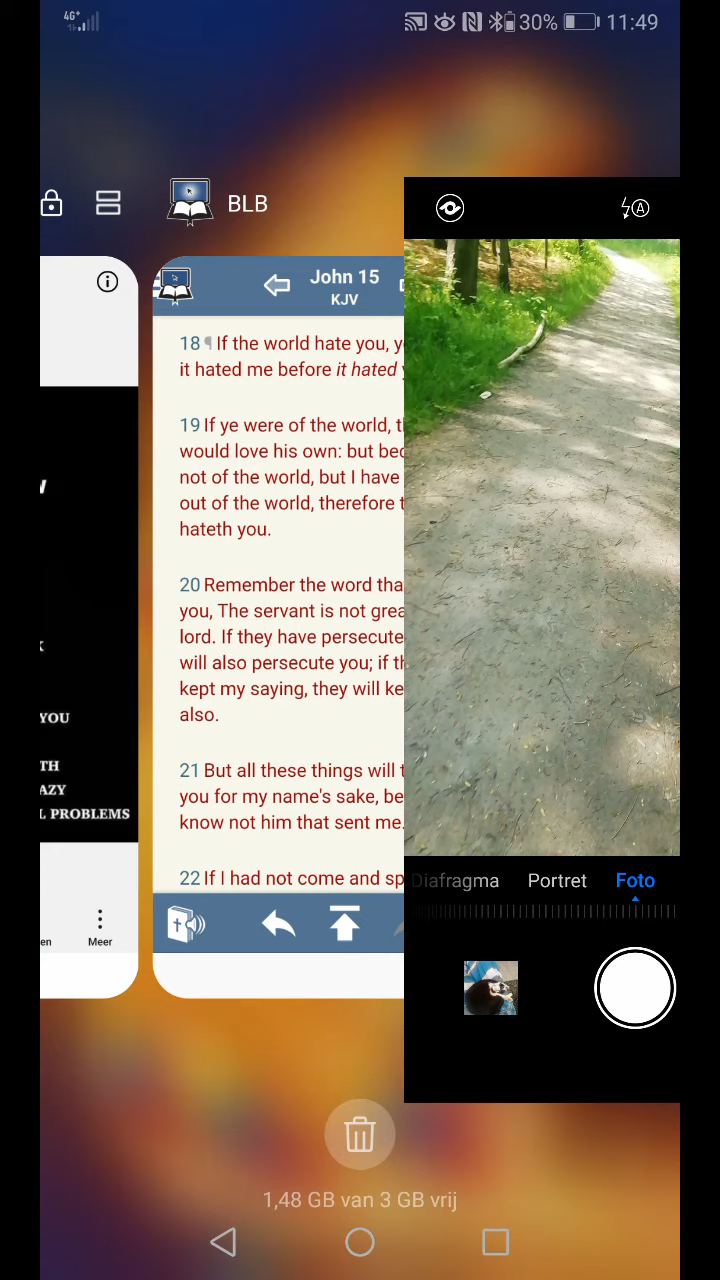 4G+
30%
11:49
BLB
John 15
KJV
18 ¶ If the world hate you, y
it hated me before it hated
19 If ye were of the world, t
would love his own: but bec
not of the world, but I have
out of the world, therefore t
hateth you.
20 Remember the word tha
you, The servant is not grea
lord. If they have persecute
will also persecute you; if th
kept my saying, they will ke
also.
21 But all these things will t
you for my name's sake, be
know not him that sent me.
22 If I had not come and sp
YOU
TH
AZY
L PROBLEMS
en
Meer
A
Diafragma
Portret
Foto
1,48 GB van 3 GB vrij